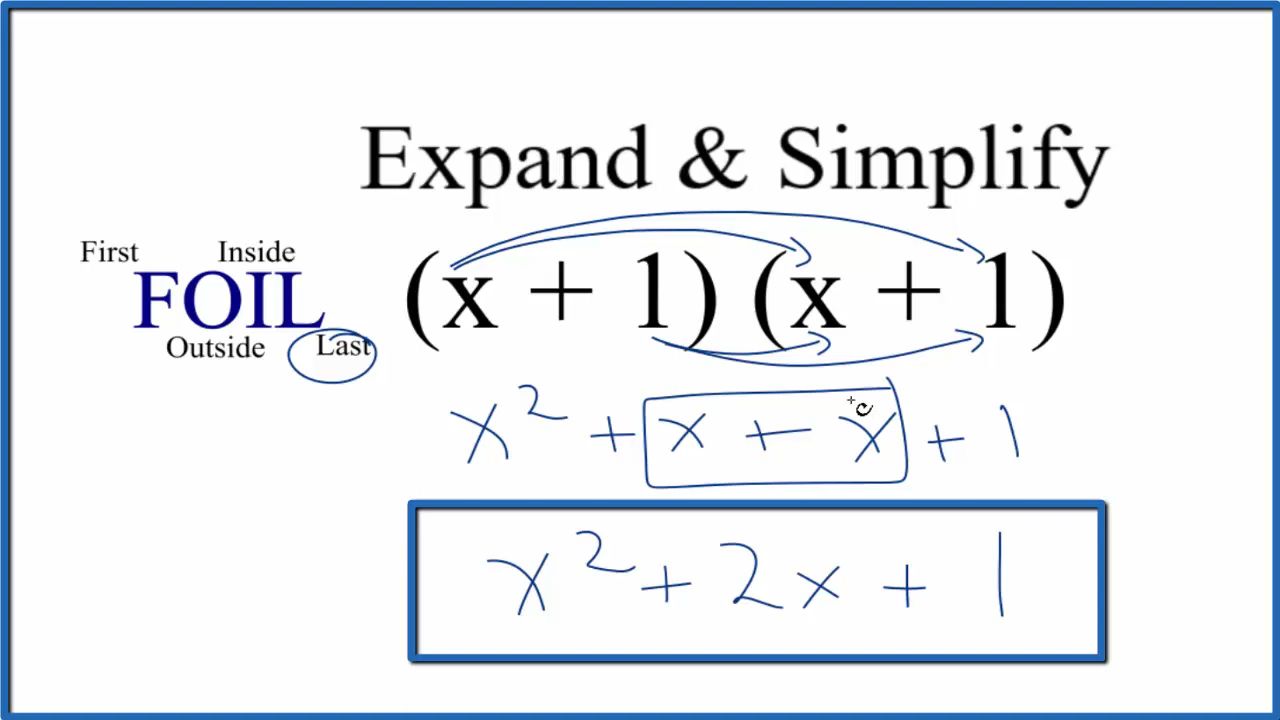 Expand & Simplify
First Inside
FOIL
Outside Last
(x + 1) (x + 1)
x² + x + x + 1
x² + 2x + 1